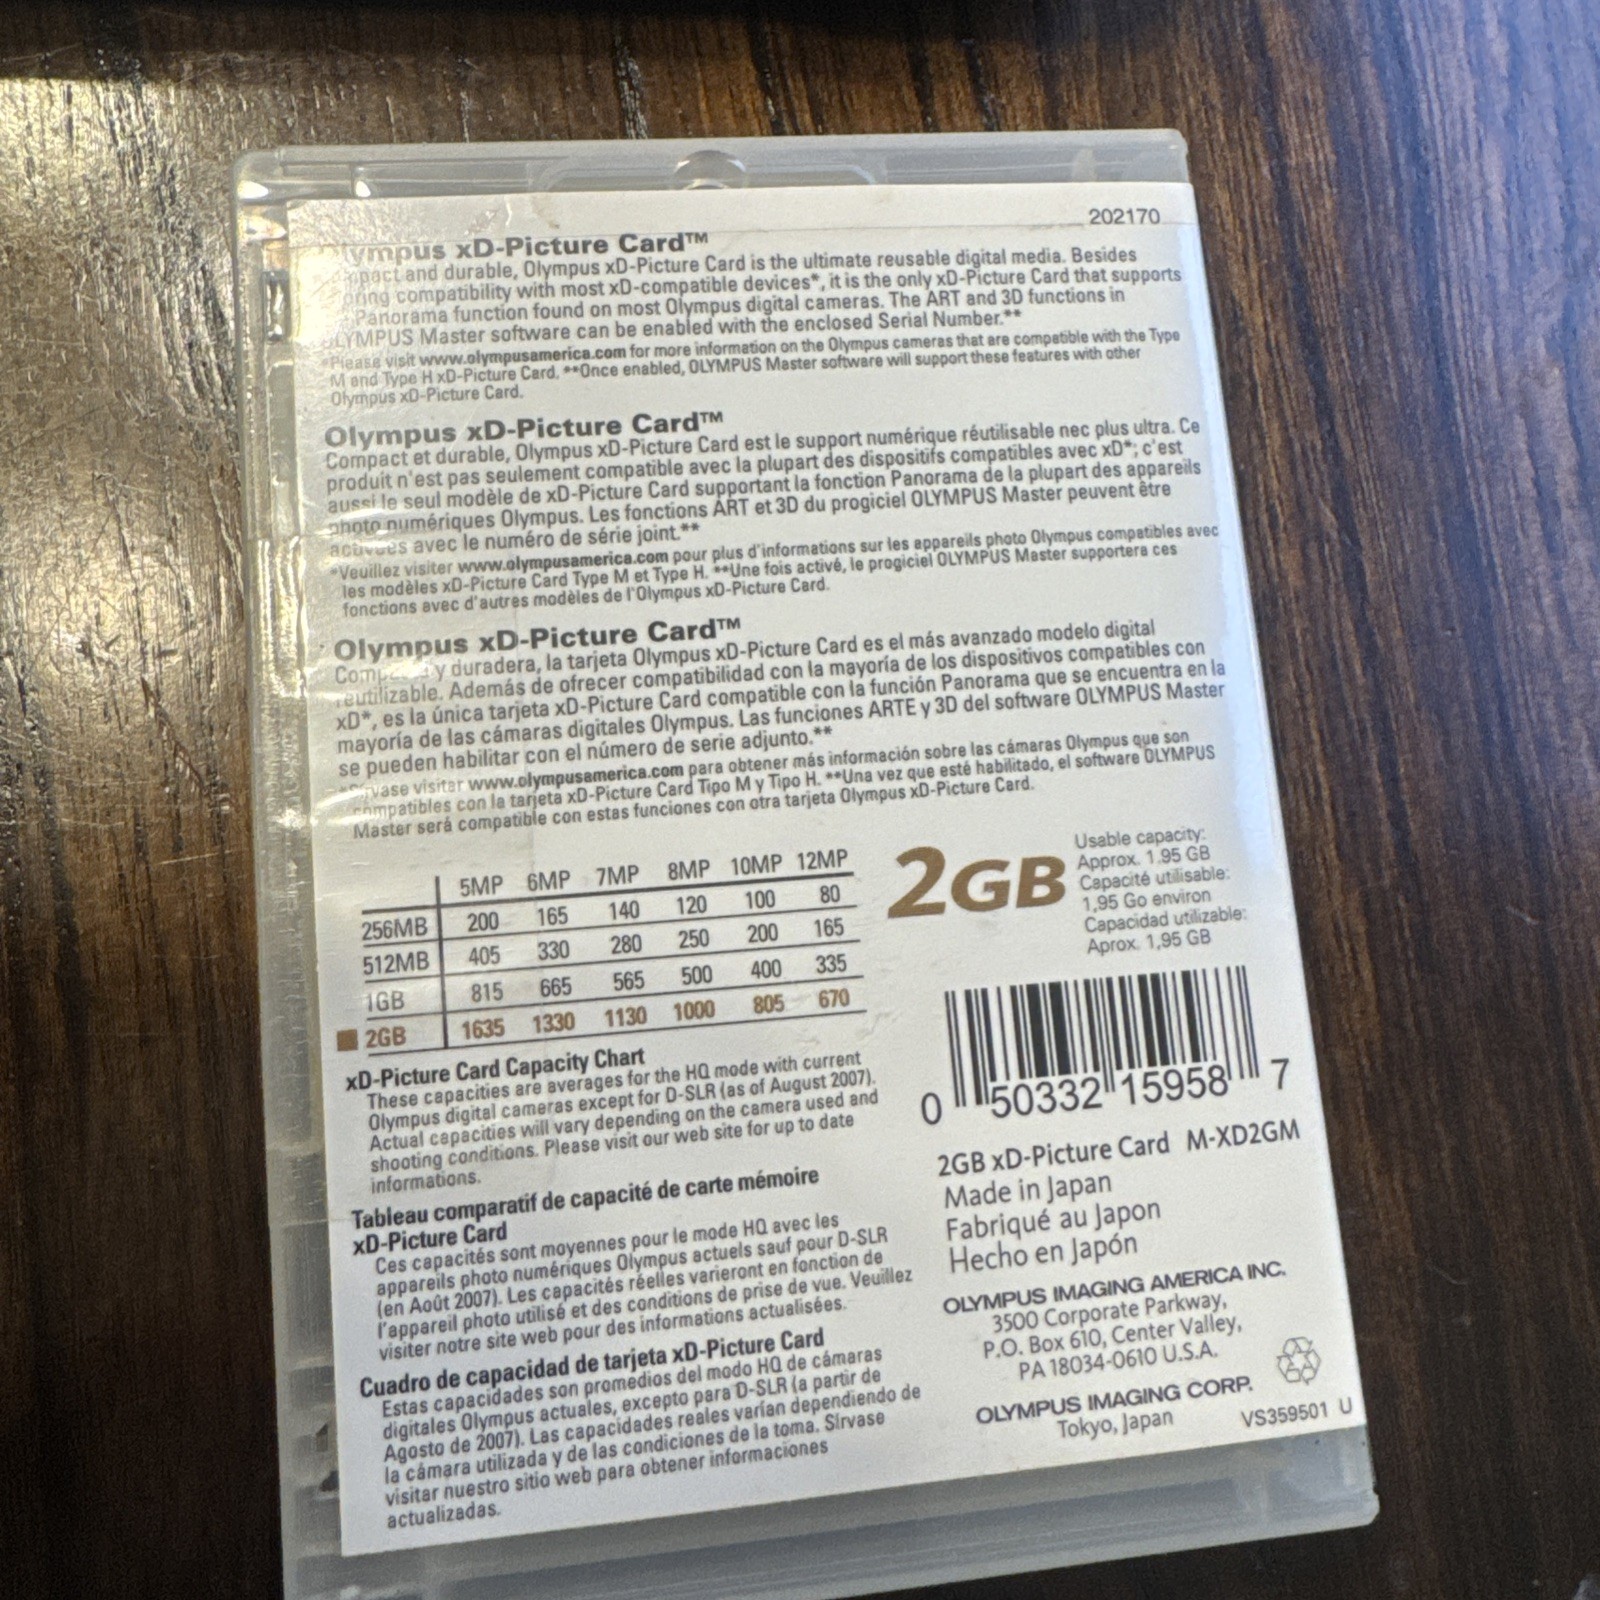 202170
Olympus xD-Picture Card™
and durable, Olympus xD-Picture Card is the ultimate reusable digital media. Besides
compatibility with most xD-compatible devices*, it is the only xD-Picture Card that supports
Panorama function found on most Olympus digital cameras. The ART and 3D functions in
OLYMPUS Master software can be enabled with the enclosed Serial Number.**
*Please visit www.olympusamerica.com for more information on the Olympus cameras that are compatible with the Type
M and Type H xD-Picture Card. **Once enabled, OLYMPUS Master software will support these features with other
Olympus xD-Picture Card.
Olympus xD-Picture Card™
Compact et durable, Olympus xD-Picture Card est le support numérique réutilisable nec plus ultra. Ce
produit n'est pas seulement compatible avec la plupart des dispositifs compatibles avec xD*; c'est
aussi le seul modèle de xD-Picture Card supportant la fonction Panorama de la plupart des appareils
photo numériques Olympus. Les fonctions ART et 3D du progiciel OLYMPUS Master peuvent être
activées avec le numéro de série joint.**
*Veuillez visiter www.olympusamerica.com pour plus d'informations sur les appareils photo Olympus compatibles avec
les modèles xD-Picture Card Type M et Type H. **Une fois activé, le progiciel OLYMPUS Master supportera ces
fonctions avec d'autres modèles de l'Olympus xD-Picture Card.
Olympus xD-Picture Card™
y duradera, la tarjeta Olympus xD-Picture Card es el más avanzado modelo digital
reutilizable. Además de ofrecer compatibilidad con la mayoría de los dispositivos compatibles con
xD*, es la única tarjeta xD-Picture Card compatible con la función Panorama que se encuentra en la
mayoría de las cámaras digitales Olympus. Las funciones ARTE y 3D del software OLYMPUS Master
se pueden habilitar con el número de serie adjunto.**
visitar www.olympusamerica.com para obtener más información sobre las cámaras Olympus que son
compatibles con la tarjeta xD-Picture Card Tipo M y Tipo H. **Una vez que esté habilitado, el software OLYMPUS
Master será compatible con estas funciones con otra tarjeta Olympus xD-Picture Card.
5MP 6MP 7MP 8MP 10MP 12MP
256MB 200 165 140 120 100 80
512MB 405 330 280 250 200 165
1GB 815 665 565 500 400 335
2GB 1635 1330 1130 1000 805 670
xD-Picture Card Capacity Chart
These capacities are averages for the HQ mode with current
Olympus digital cameras except for D-SLR (as of August 2007).
Actual capacities will vary depending on the camera used and
shooting conditions. Please visit our web site for up to date
informations.
Tableau comparatif de capacité de carte mémoire
xD-Picture Card
Ces capacités sont moyennes pour le mode HQ avec les
appareils photo numériques Olympus actuels sauf pour D-SLR
(en Août 2007). Les capacités réelles varieront en fonction de
l'appareil photo utilisé et des conditions de prise de vue. Veuillez
visiter notre site web pour des informations actualisées.
Cuadro de capacidad de tarjeta xD-Picture Card
Estas capacidades son promedios del modo HQ de cámaras
digitales Olympus actuales, excepto para D-SLR (a partir de
Agosto de 2007). Las capacidades reales varían dependiendo de
la cámara utilizada y de las condiciones de la toma. Sírvase
visitar nuestro sitio web para obtener informaciones
actualizadas.
2GB
Usable capacity:
Approx. 1.95 GB
Capacité utilisable:
1,95 Go environ
Capacidad utilizable:
Aprox. 1,95 GB
0 50332 15958 7
2GB xD-Picture Card M-XD2GM
Made in Japan
Fabriqué au Japon
Hecho en Japón
OLYMPUS IMAGING AMERICA INC.
3500 Corporate Parkway,
P.O. Box 610, Center Valley,
PA 18034-0610 U.S.A.
OLYMPUS IMAGING CORP.
Tokyo, Japan
VS359501 U